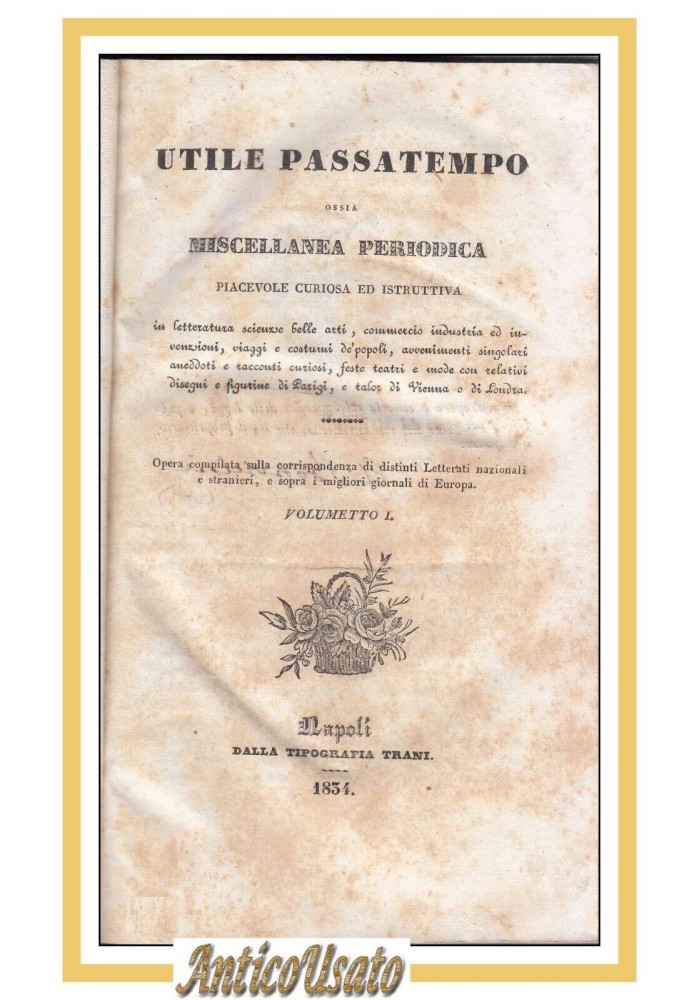 UTILE PASSATEMPO
OSSIA
MISCELLANEA PERIODICA
PIACEVOLE CURIOSA ED ISTRUTTIVA
in letteratura scienze belle arti, commercio industria ed in-
venzioni, viaggi e costumi de'popoli, avvenimenti singolari
aneddoti e racconti curiosi, feste teatri e mode con relativi
disegni e figurine di Parigi, e talor di Vienna o di Londra.
Opera compilata sulla corrispondenza di distinti Letterati nazionali
e stranieri, e sopra i migliori giornali di Europa.
VOLUMETTO I.
Napoli
DALLA TIPOGRAFIA TRANI.
1834.
AnticoUsato